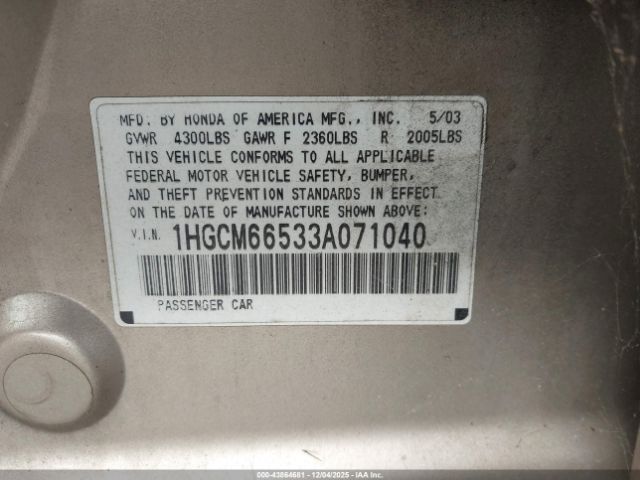 MFD. BY HONDA OF AMERICA MFG., INC. 5/03
GVWR 4300LBS GAWR F 2360LBS R 2005LBS
THIS VEHICLE CONFORMS TO ALL APPLICABLE
FEDERAL MOTOR VEHICLE SAFETY, BUMPER,
AND THEFT PREVENTION STANDARDS IN EFFECT
ON THE DATE OF MANUFACTURE SHOWN ABOVE:
V.I.N. 1HGCM66533A071040
PASSENGER CAR
000-43864681 | 12/04/2025 | IAA Inc.